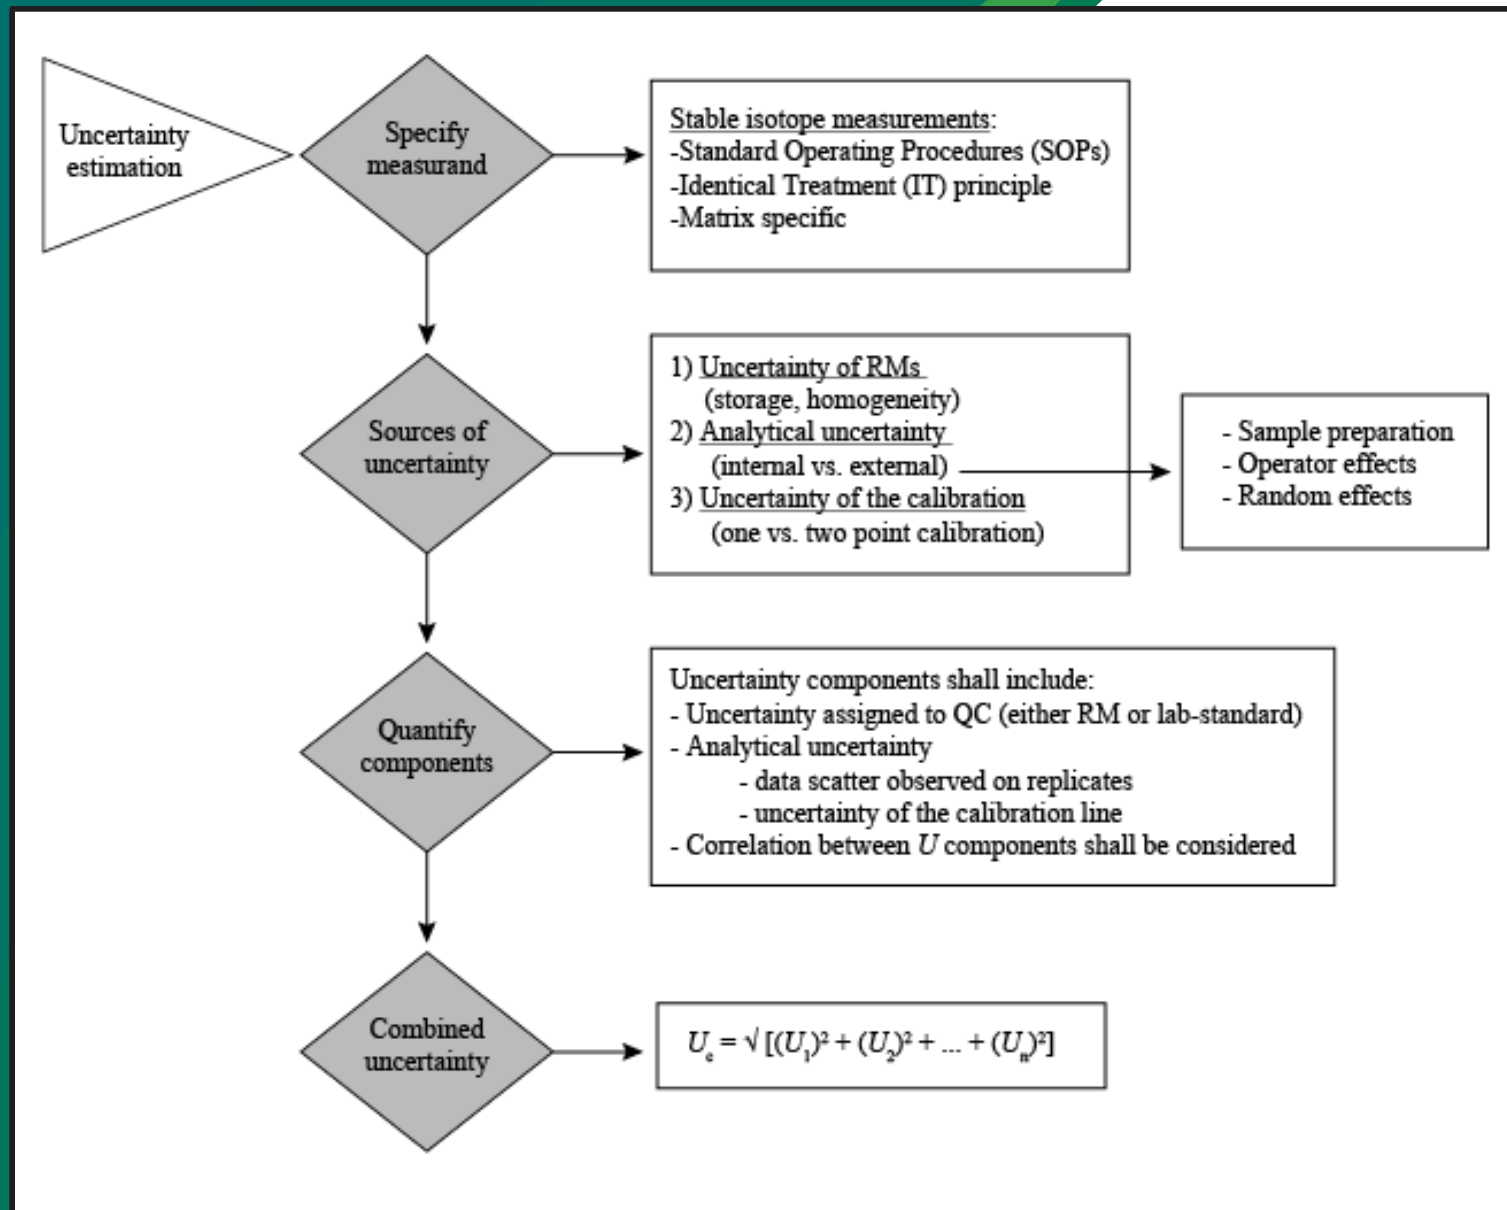 Uncertainty
estimation
Specify
measurand
Stable isotope measurements:
-Standard Operating Procedures (SOPs)
-Identical Treatment (IT) principle
-Matrix specific
Sources of
uncertainty
1) Uncertainty of RMs
(storage, homogeneity)
2) Analytical uncertainty
(internal vs. external)
3) Uncertainty of the calibration
(one vs. two point calibration)
- Sample preparation
- Operator effects
- Random effects
Quantify
components
Uncertainty components shall include:
- Uncertainty assigned to QC (either RM or lab-standard)
- Analytical uncertainty
- data scatter observed on replicates
- uncertainty of the calibration line
- Correlation between U components shall be considered
Combined
uncertainty
U_c = √ [(U₁)² + (U₂)² + ... + (Uₙ)²]